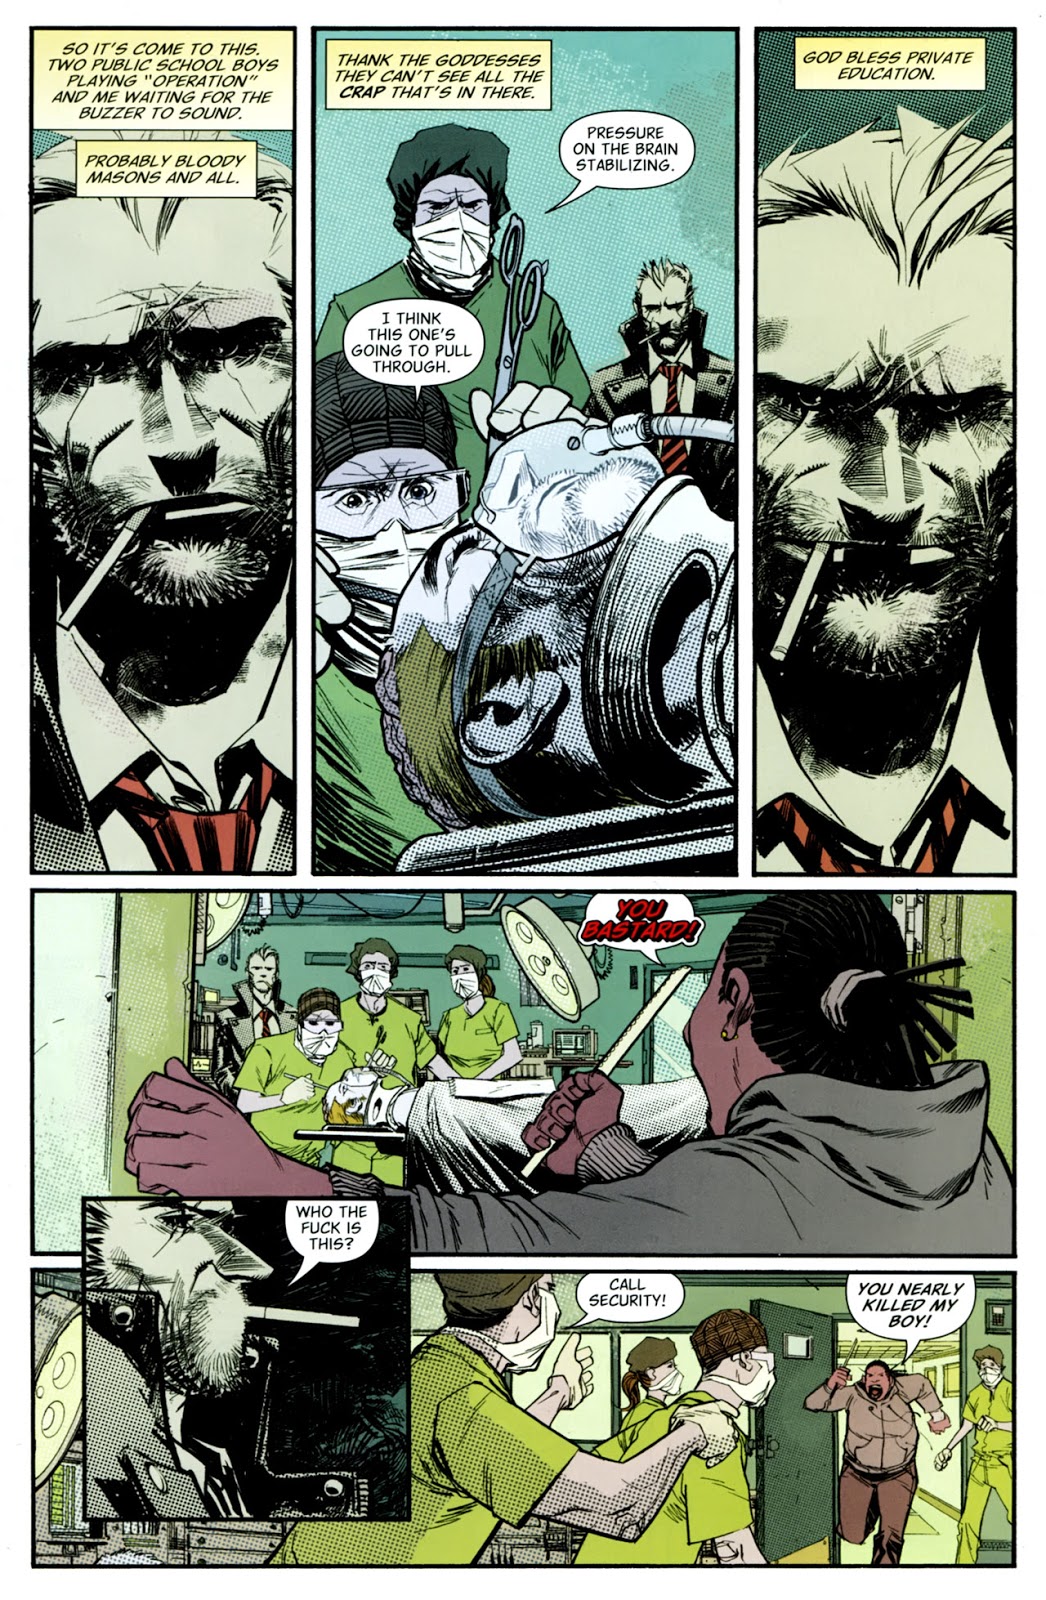 SO IT'S COME TO THIS.
TWO PUBLIC SCHOOL BOYS
PLAYING "OPERATION"
AND ME WAITING FOR THE
BUZZER TO SOUND.
PROBABLY BLOODY
MASONS AND ALL.
THANK THE GODDESSES
THEY CAN'T SEE ALL THE
CRAP THAT'S IN THERE.
PRESSURE
ON THE BRAIN
STABILIZING.
I THINK
THIS ONE'S
GOING TO PULL
THROUGH.
GOD BLESS PRIVATE
EDUCATION.
YOU
BASTARD!
WHO THE
FUCK IS
THIS?
CALL
SECURITY!
YOU NEARLY
KILLED MY
BOY!